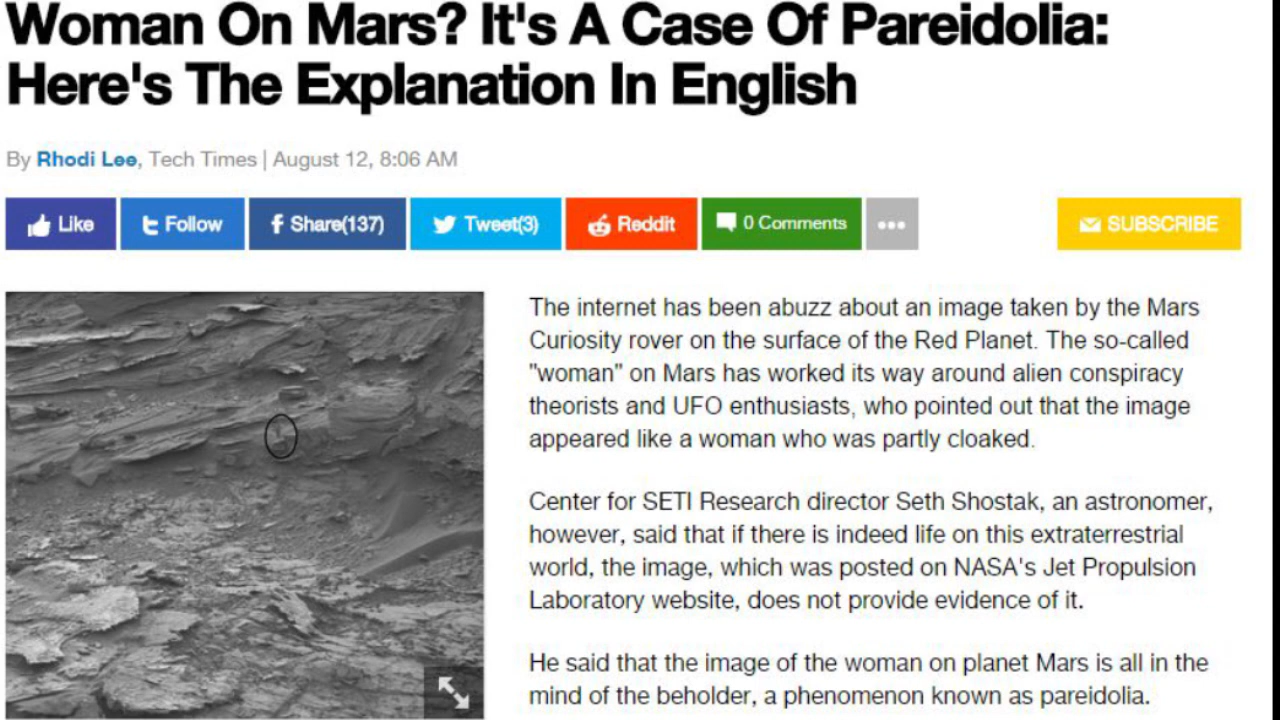 Woman On Mars? It's A Case Of Pareidolia:
Here's The Explanation In English
By Rhodi Lee, Tech Times | August 12, 8:06 AM
Like
Follow
Share(137)
Tweet(3)
Reddit
0 Comments
SUBSCRIBE
The internet has been abuzz about an image taken by the Mars
Curiosity rover on the surface of the Red Planet. The so-called
"woman" on Mars has worked its way around alien conspiracy
theorists and UFO enthusiasts, who pointed out that the image
appeared like a woman who was partly cloaked.
Center for SETI Research director Seth Shostak, an astronomer,
however, said that if there is indeed life on this extraterrestrial
world, the image, which was posted on NASA's Jet Propulsion
Laboratory website, does not provide evidence of it.
He said that the image of the woman on planet Mars is all in the
mind of the beholder, a phenomenon known as pareidolia.